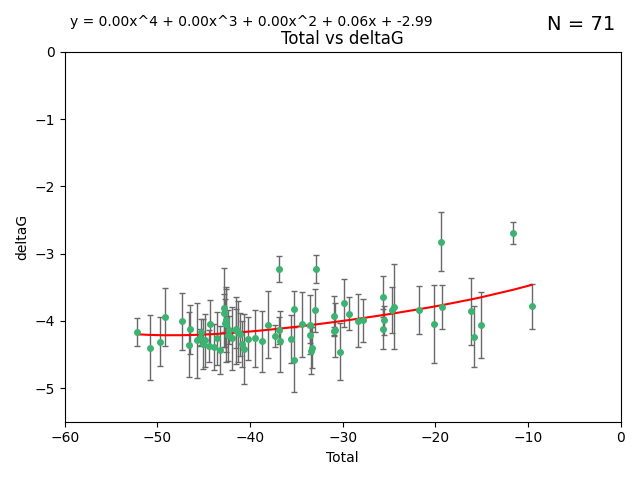 y = 0.00x^4 + 0.00x^3 + 0.00x^2 + 0.06x + -2.99
N = 71
Total vs deltaG
0
−1
−2
−3
−4
−5
deltaG
−60 −50 −40 −30 −20 −10 0
Total